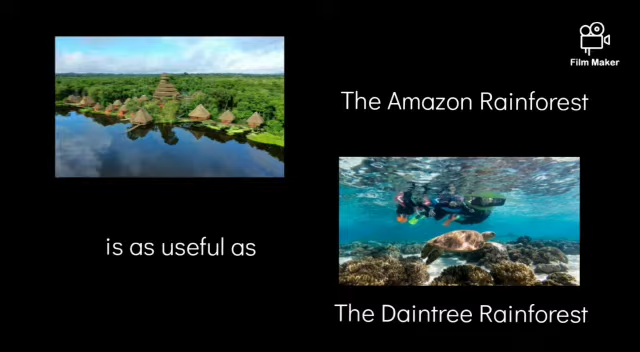 Film Maker
The Amazon Rainforest
is as useful as
The Daintree Rainforest